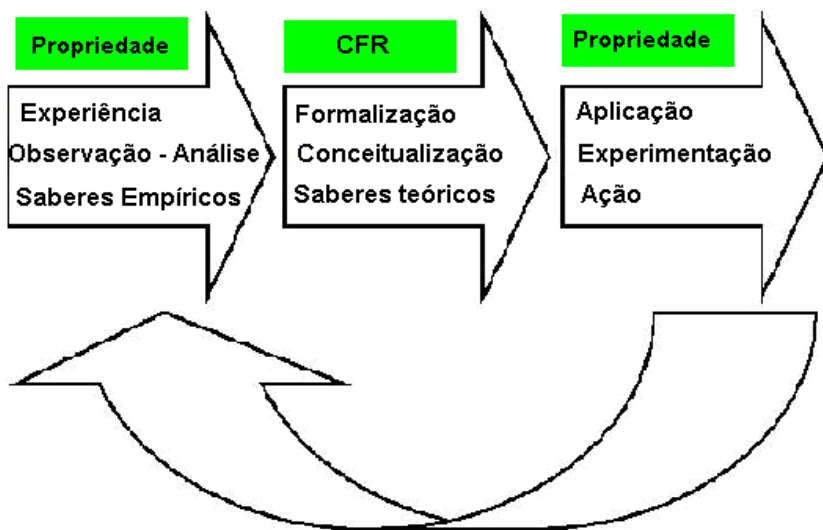 Propriedade
Experiência
Observação - Análise
Saberes Empíricos
CFR
Formalização
Conceitualização
Saberes teóricos
Propriedade
Aplicação
Experimentação
Ação